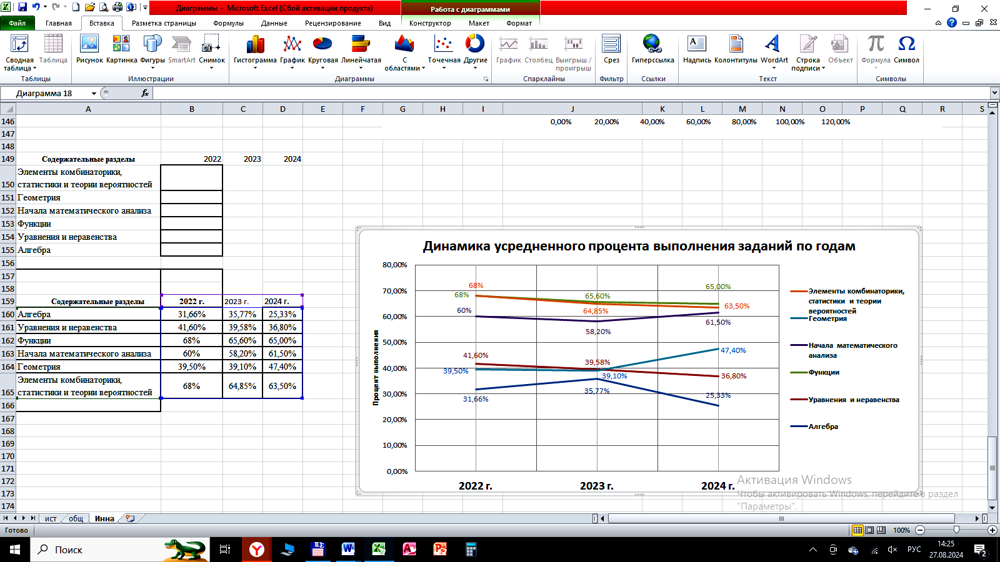 Диаграммы - Microsoft Excel (Сбой активации продукта)
Работа с диаграммами
Файл Главная Вставка Разметка страницы Формулы Данные Рецензирование Вид Конструктор Макет Формат
Сводная таблица Таблица Рисунок Картинка Фигуры SmartArt Снимок Гистограмма График Круговая Линейчатая С областями Точечная Другие График Столбец Выигрыш / проигрыш Срез Гиперссылка Надпись Колонтитулы WordArt Строка подписи Объект Формула Символ
Таблицы Иллюстрации Диаграммы Спарклайны Фильтр Ссылки Текст Символы
Диаграмма 18 fx
A B C D E F G H I J K L M N O P Q R S
146 0,00% 20,00% 40,00% 60,00% 80,00% 100,00% 120,00%
147
148
149 Содержательные разделы 2022 2023 2024
Элементы комбинаторики,
150 статистики и теории вероятностей
151 Геометрия
152 Начала математического анализа
153 Функции
154 Уравнения и неравенства
155 Алгебра
156
157
158
159 Содержательные разделы 2022 г. 2023 г. 2024 г.
160 Алгебра 31,66% 35,77% 25,33%
161 Уравнения и неравенства 41,60% 39,58% 36,80%
162 Функции 68% 65,60% 65,00%
163 Начала математического анализа 60% 58,20% 61,50%
164 Геометрия 39,50% 39,10% 47,40%
Элементы комбинаторики,
165 статистики и теории вероятностей 68% 64,85% 63,50%
166
167
168
169
170
171
172
173
174
Динамика усредненного процента выполнения заданий по годам
Процент выполнения
80,00%
70,00%
60,00%
50,00%
40,00%
30,00%
20,00%
10,00%
0,00%
68%
68% 65,60% 65,00%
64,85% 63,50%
60% 58,20% 61,50%
41,60% 39,58% 36,80%
39,50% 39,10% 47,40%
31,66% 35,77% 25,33%
2022 г. 2023 г. 2024 г.
Элементы комбинаторики,
статистики и теории
вероятностей
Геометрия
Начала математического
анализа
Функции
Уравнения и неравенства
Алгебра
Активация Windows
Чтобы активировать Windows, перейдите в раздел
"Параметры".
ист общ Инна
Готово 100%
Поиск РУС 14:25
27.08.2024 2